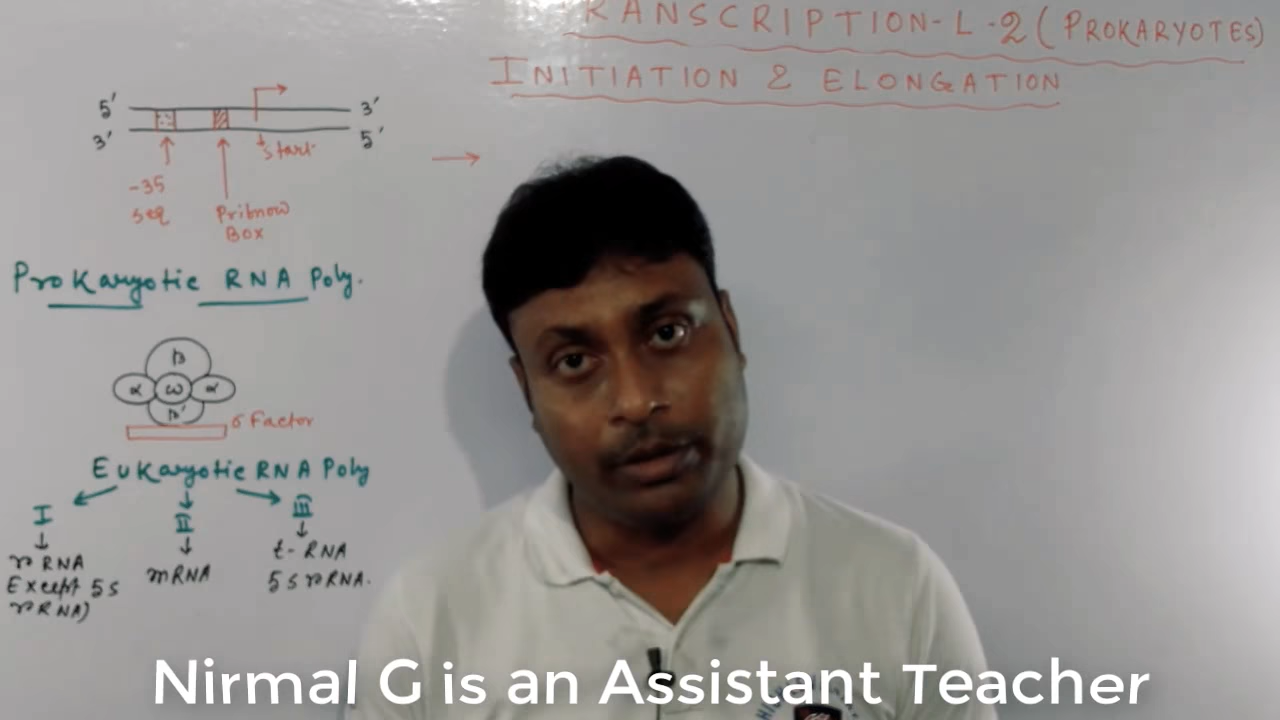 TRANSCRIPTION-L-2 (PROKARYOTES)
INITIATION & ELONGATION
5' 3'
3' 5'
start
-35
seq
Pribnow
Box
ProKaryotic RNA Poly.
β
α ω α
β'
σ Factor
EuKaryotic RNA Poly
I II III
rRNA
Except 5s
rRNA)
mRNA
t-RNA
5s rRNA.
Nirmal G is an Assistant Teacher